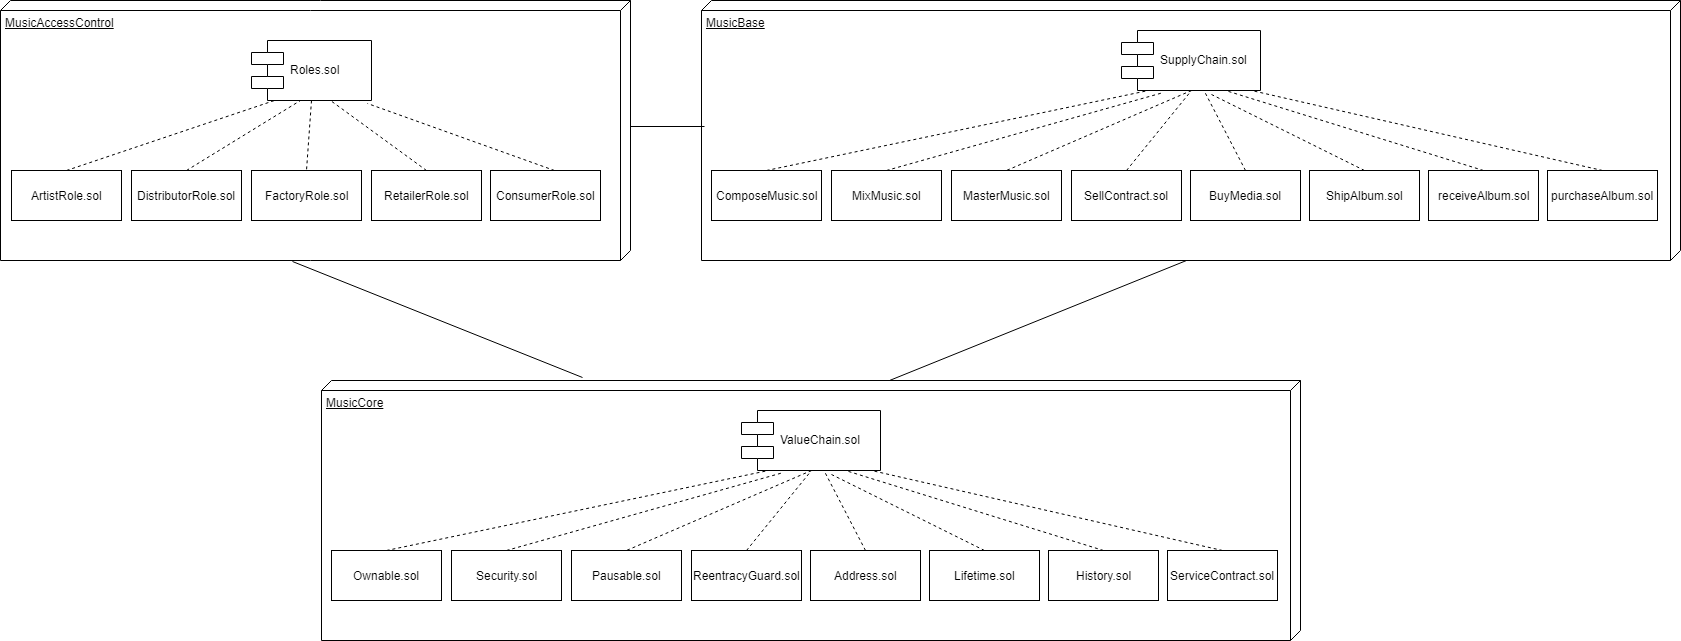 MusicAccessControl
Roles.sol
ArtistRole.sol
DistributorRole.sol
FactoryRole.sol
RetailerRole.sol
ConsumerRole.sol
MusicBase
SupplyChain.sol
ComposeMusic.sol
MixMusic.sol
MasterMusic.sol
SellContract.sol
BuyMedia.sol
ShipAlbum.sol
receiveAlbum.sol
purchaseAlbum.sol
MusicCore
ValueChain.sol
Ownable.sol
Security.sol
Pausable.sol
ReentracyGuard.sol
Address.sol
Lifetime.sol
History.sol
ServiceContract.sol